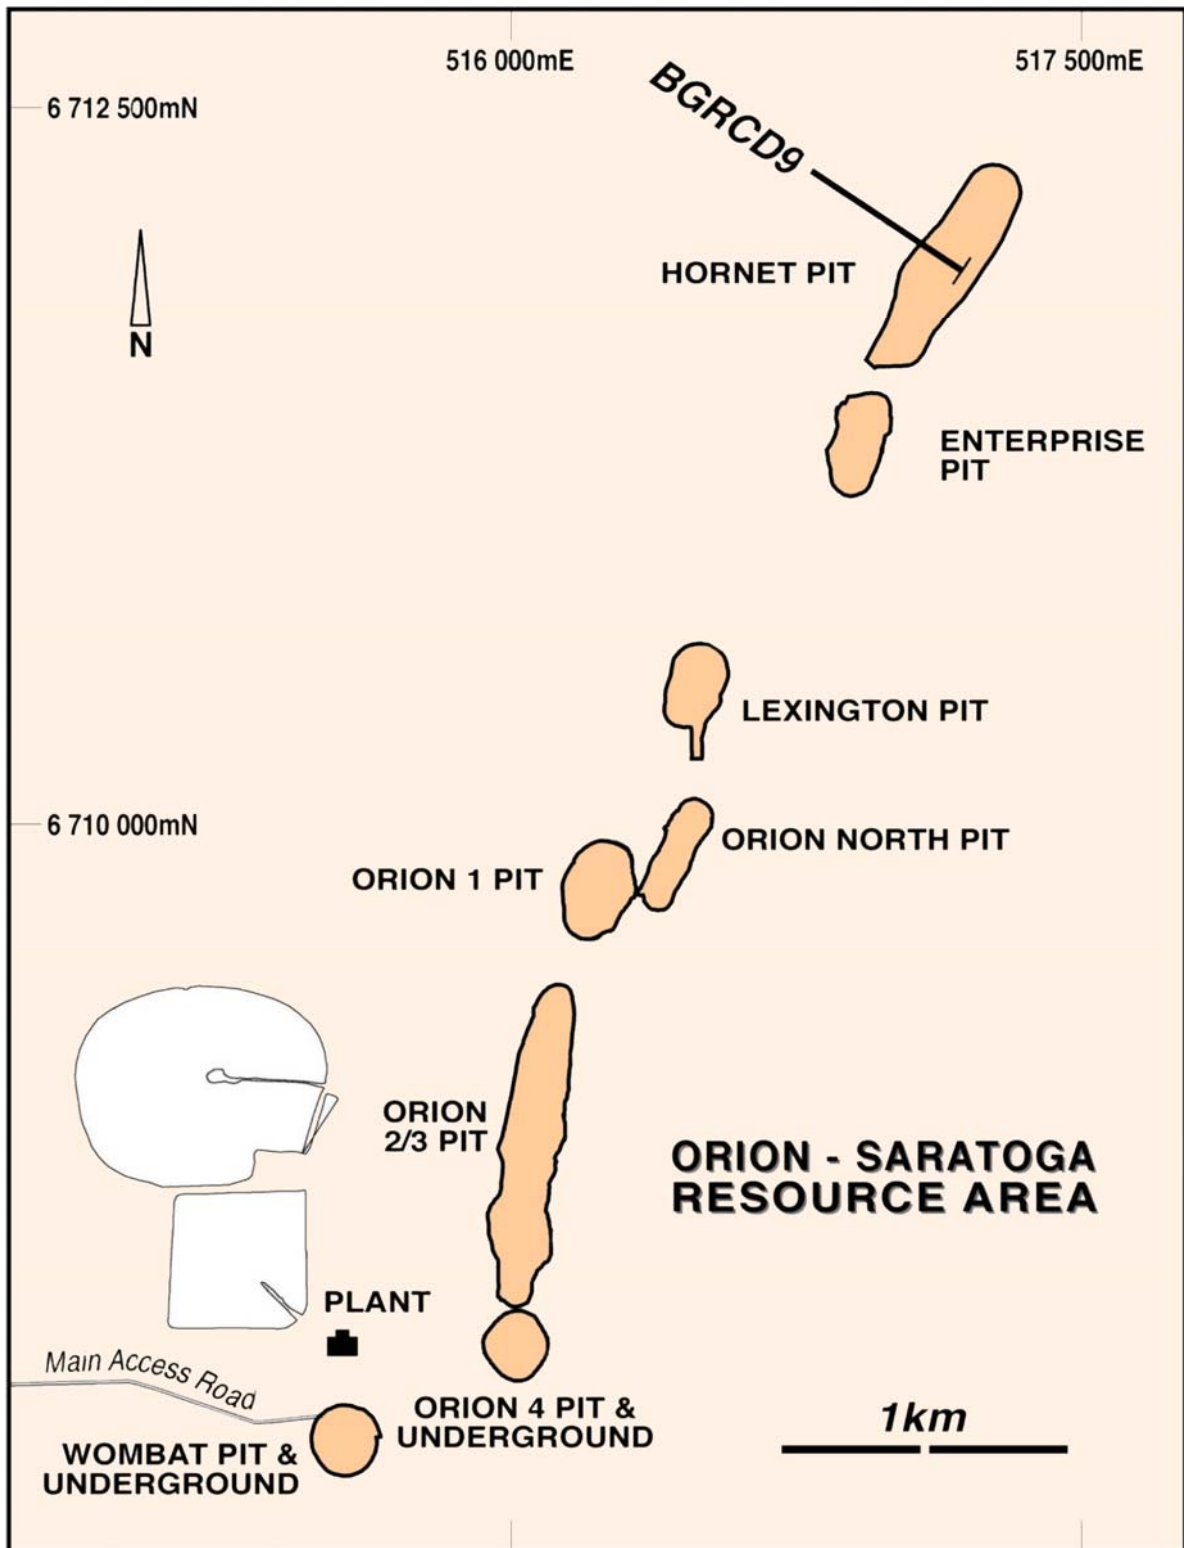 516 000mE
517 500mE
6 712 500mN
BGRCD9
HORNET PIT
N
ENTERPRISE
PIT
LEXINGTON PIT
6 710 000mN
ORION NORTH PIT
ORION 1 PIT
ORION
2/3 PIT
ORION - SARATOGA
RESOURCE AREA
PLANT
Main Access Road
ORION 4 PIT &
UNDERGROUND
1km
WOMBAT PIT &
UNDERGROUND